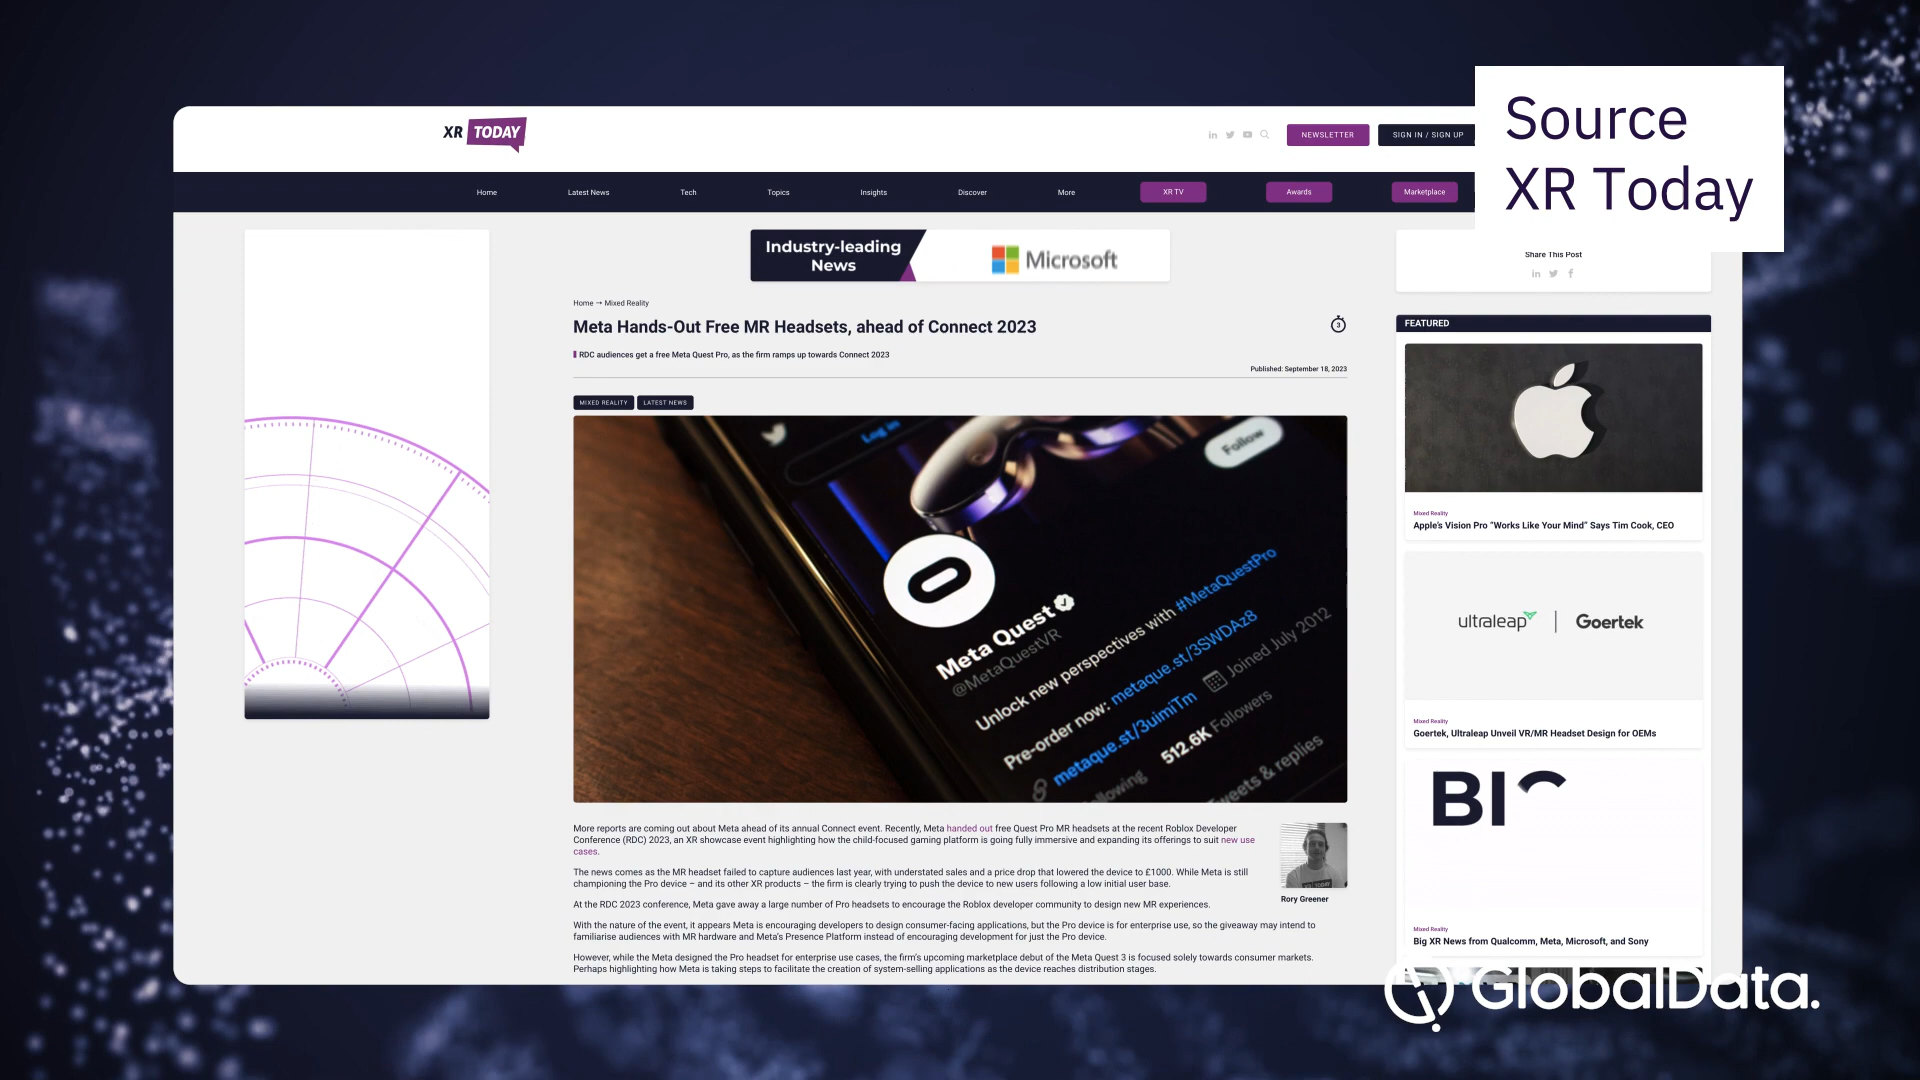 Source
XR Today
XR TODAY
NEWSLETTER
SIGN IN / SIGN UP
Home
Latest News
Tech
Topics
Insights
Discover
More
XR TV
Awards
Marketplace
Industry-leading
News
Microsoft
Share This Post
Home → Mixed Reality
Meta Hands-Out Free MR Headsets, ahead of Connect 2023
3
RDC audiences get a free Meta Quest Pro, as the firm ramps up towards Connect 2023
Published: September 18, 2023
MIXED REALITY
LATEST NEWS
Log in
Follow
Meta Quest
@MetaQuestVR
Unlock new perspectives with #MetaQuestPro
Pre-order now: metaque.st/3SWDAz8
metaque.st/3uimiTm
Joined July 2012
512.6K Followers
Tweets & replies
More reports are coming out about Meta ahead of its annual Connect event. Recently, Meta handed out free Quest Pro MR headsets at the recent Roblox Developer
Conference (RDC) 2023, an XR showcase event highlighting how the child-focused gaming platform is going fully immersive and expanding its offerings to suit new use
cases.
The news comes as the MR headset failed to capture audiences last year, with understated sales and a price drop that lowered the device to £1000. While Meta is still
championing the Pro device – and its other XR products – the firm is clearly trying to push the device to new users following a low initial user base.
At the RDC 2023 conference, Meta gave away a large number of Pro headsets to encourage the Roblox developer community to design new MR experiences.
With the nature of the event, it appears Meta is encouraging developers to design consumer-facing applications, but the Pro device is for enterprise use, so the giveaway may intend to
familiarise audiences with MR hardware and Meta's Presence Platform instead of encouraging development for just the Pro device.
However, while the Meta designed the Pro headset for enterprise use cases, the firm's upcoming marketplace debut of the Meta Quest 3 is focused solely towards consumer markets.
Perhaps highlighting how Meta is taking steps to facilitate the creation of system-selling applications as the device reaches distribution stages.
Rory Greener
FEATURED
Mixed Reality
Apple's Vision Pro “Works Like Your Mind” Says Tim Cook, CEO
ultraleap
Goertek
Mixed Reality
Goertek, Ultraleap Unveil VR/MR Headset Design for OEMs
Mixed Reality
Big XR News from Qualcomm, Meta, Microsoft, and Sony
GlobalData.